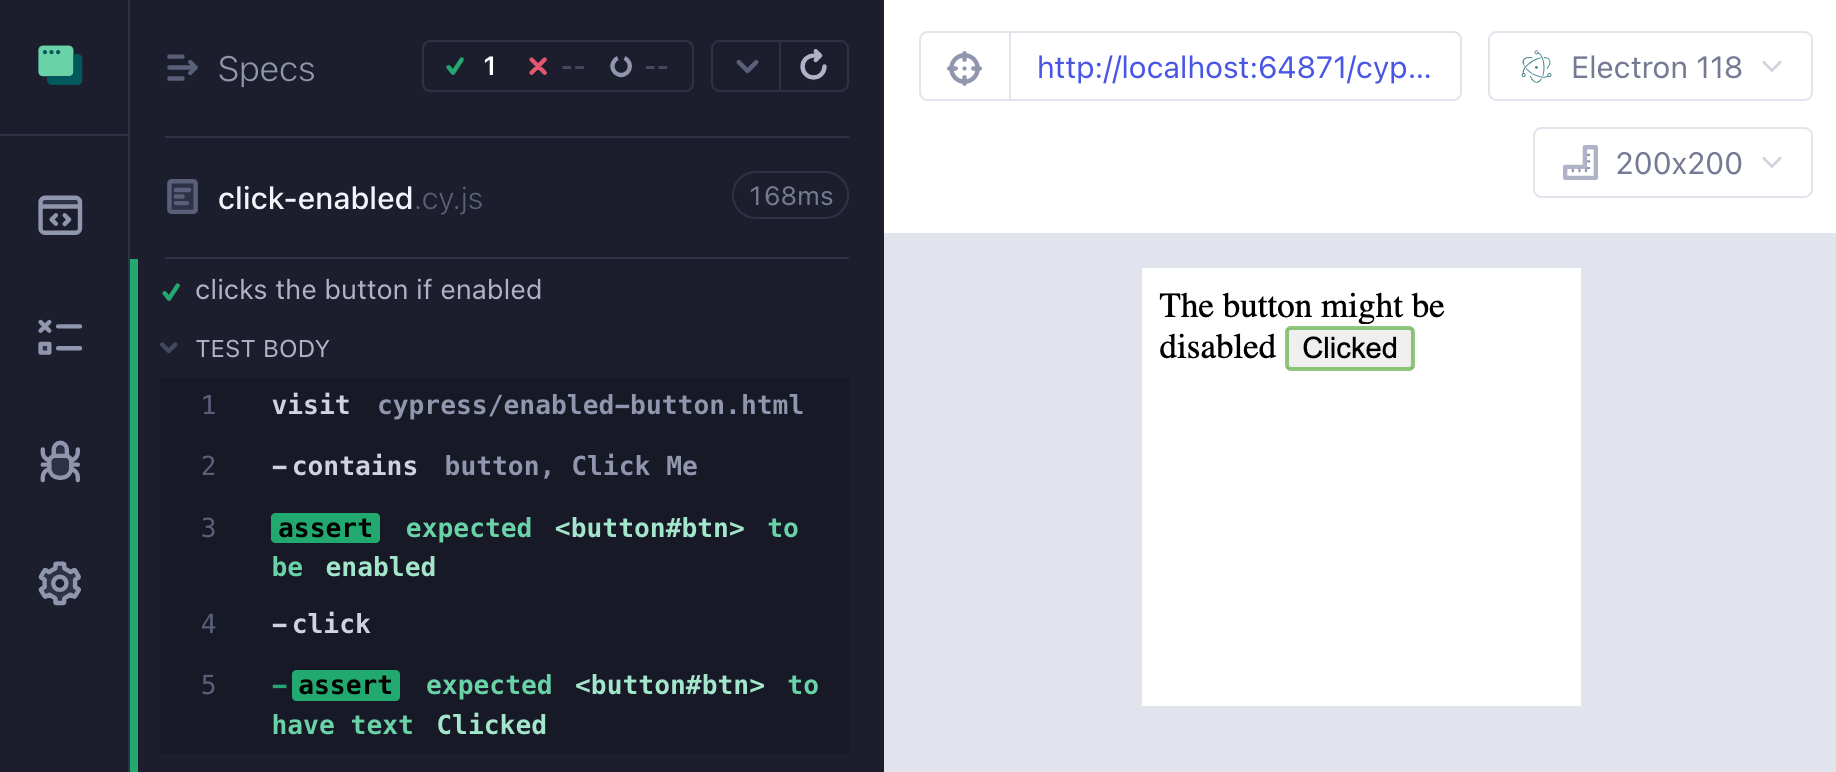 Specs
1 -- --
click-enabled.cy.js
168ms
clicks the button if enabled
TEST BODY
1 visit cypress/enabled-button.html
2 -contains button, Click Me
3 assert expected <button#btn> to
be enabled
4 -click
5 -assert expected <button#btn> to
have text Clicked
http://localhost:64871/cyp...
Electron 118
200x200
The button might be
disabled Clicked